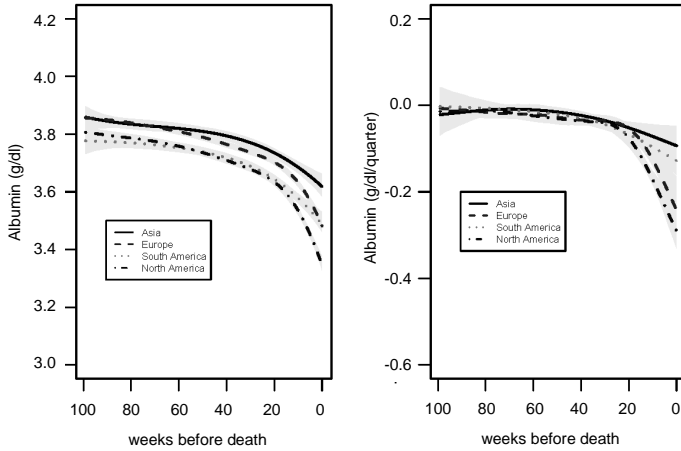 4.2
4.0
3.8
3.6
3.4
3.2
3.0
Albumin (g/dl)
Asia
Europe
South America
North America
100 80 60 40 20 0
weeks before death
0.2
0.0
-0.2
-0.4
-0.6
Albumin (g/dl/quarter)
Asia
Europe
South America
North America
100 80 60 40 20 0
weeks before death